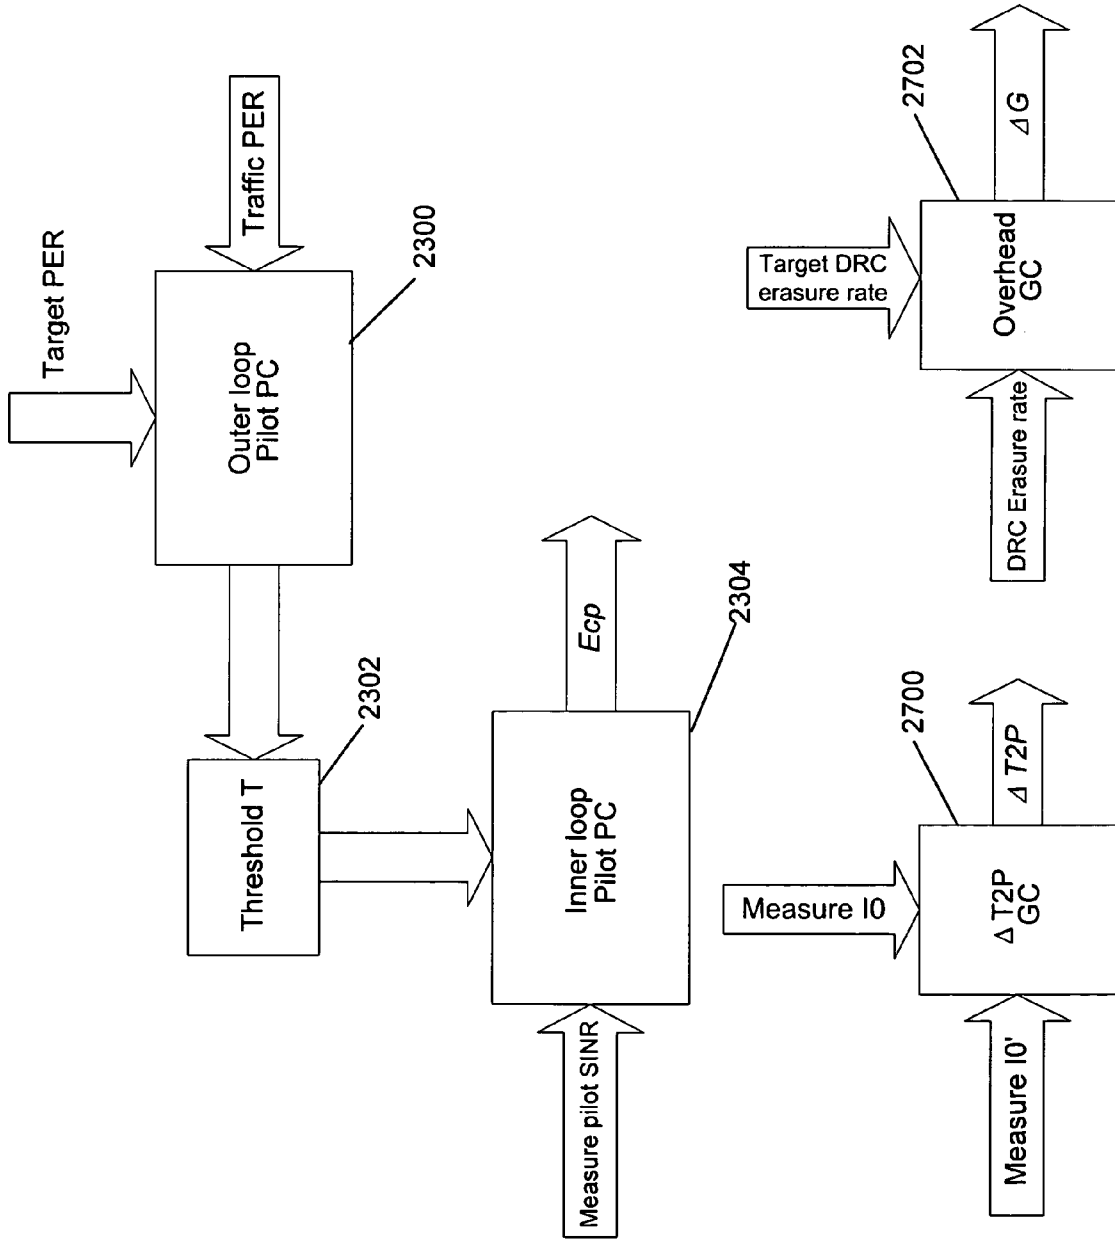 Target PER
Traffic PER
Outer loop
Pilot PC
2300
Threshold T
2302
Measure pilot SINR
Inner loop
Pilot PC
2304
Ecp
Measure I0
Measure I0'
Δ T2P
GC
2700
Δ T2P
Target DRC
erasure rate
DRC Erasure rate
Overhead
GC
2702
ΔG